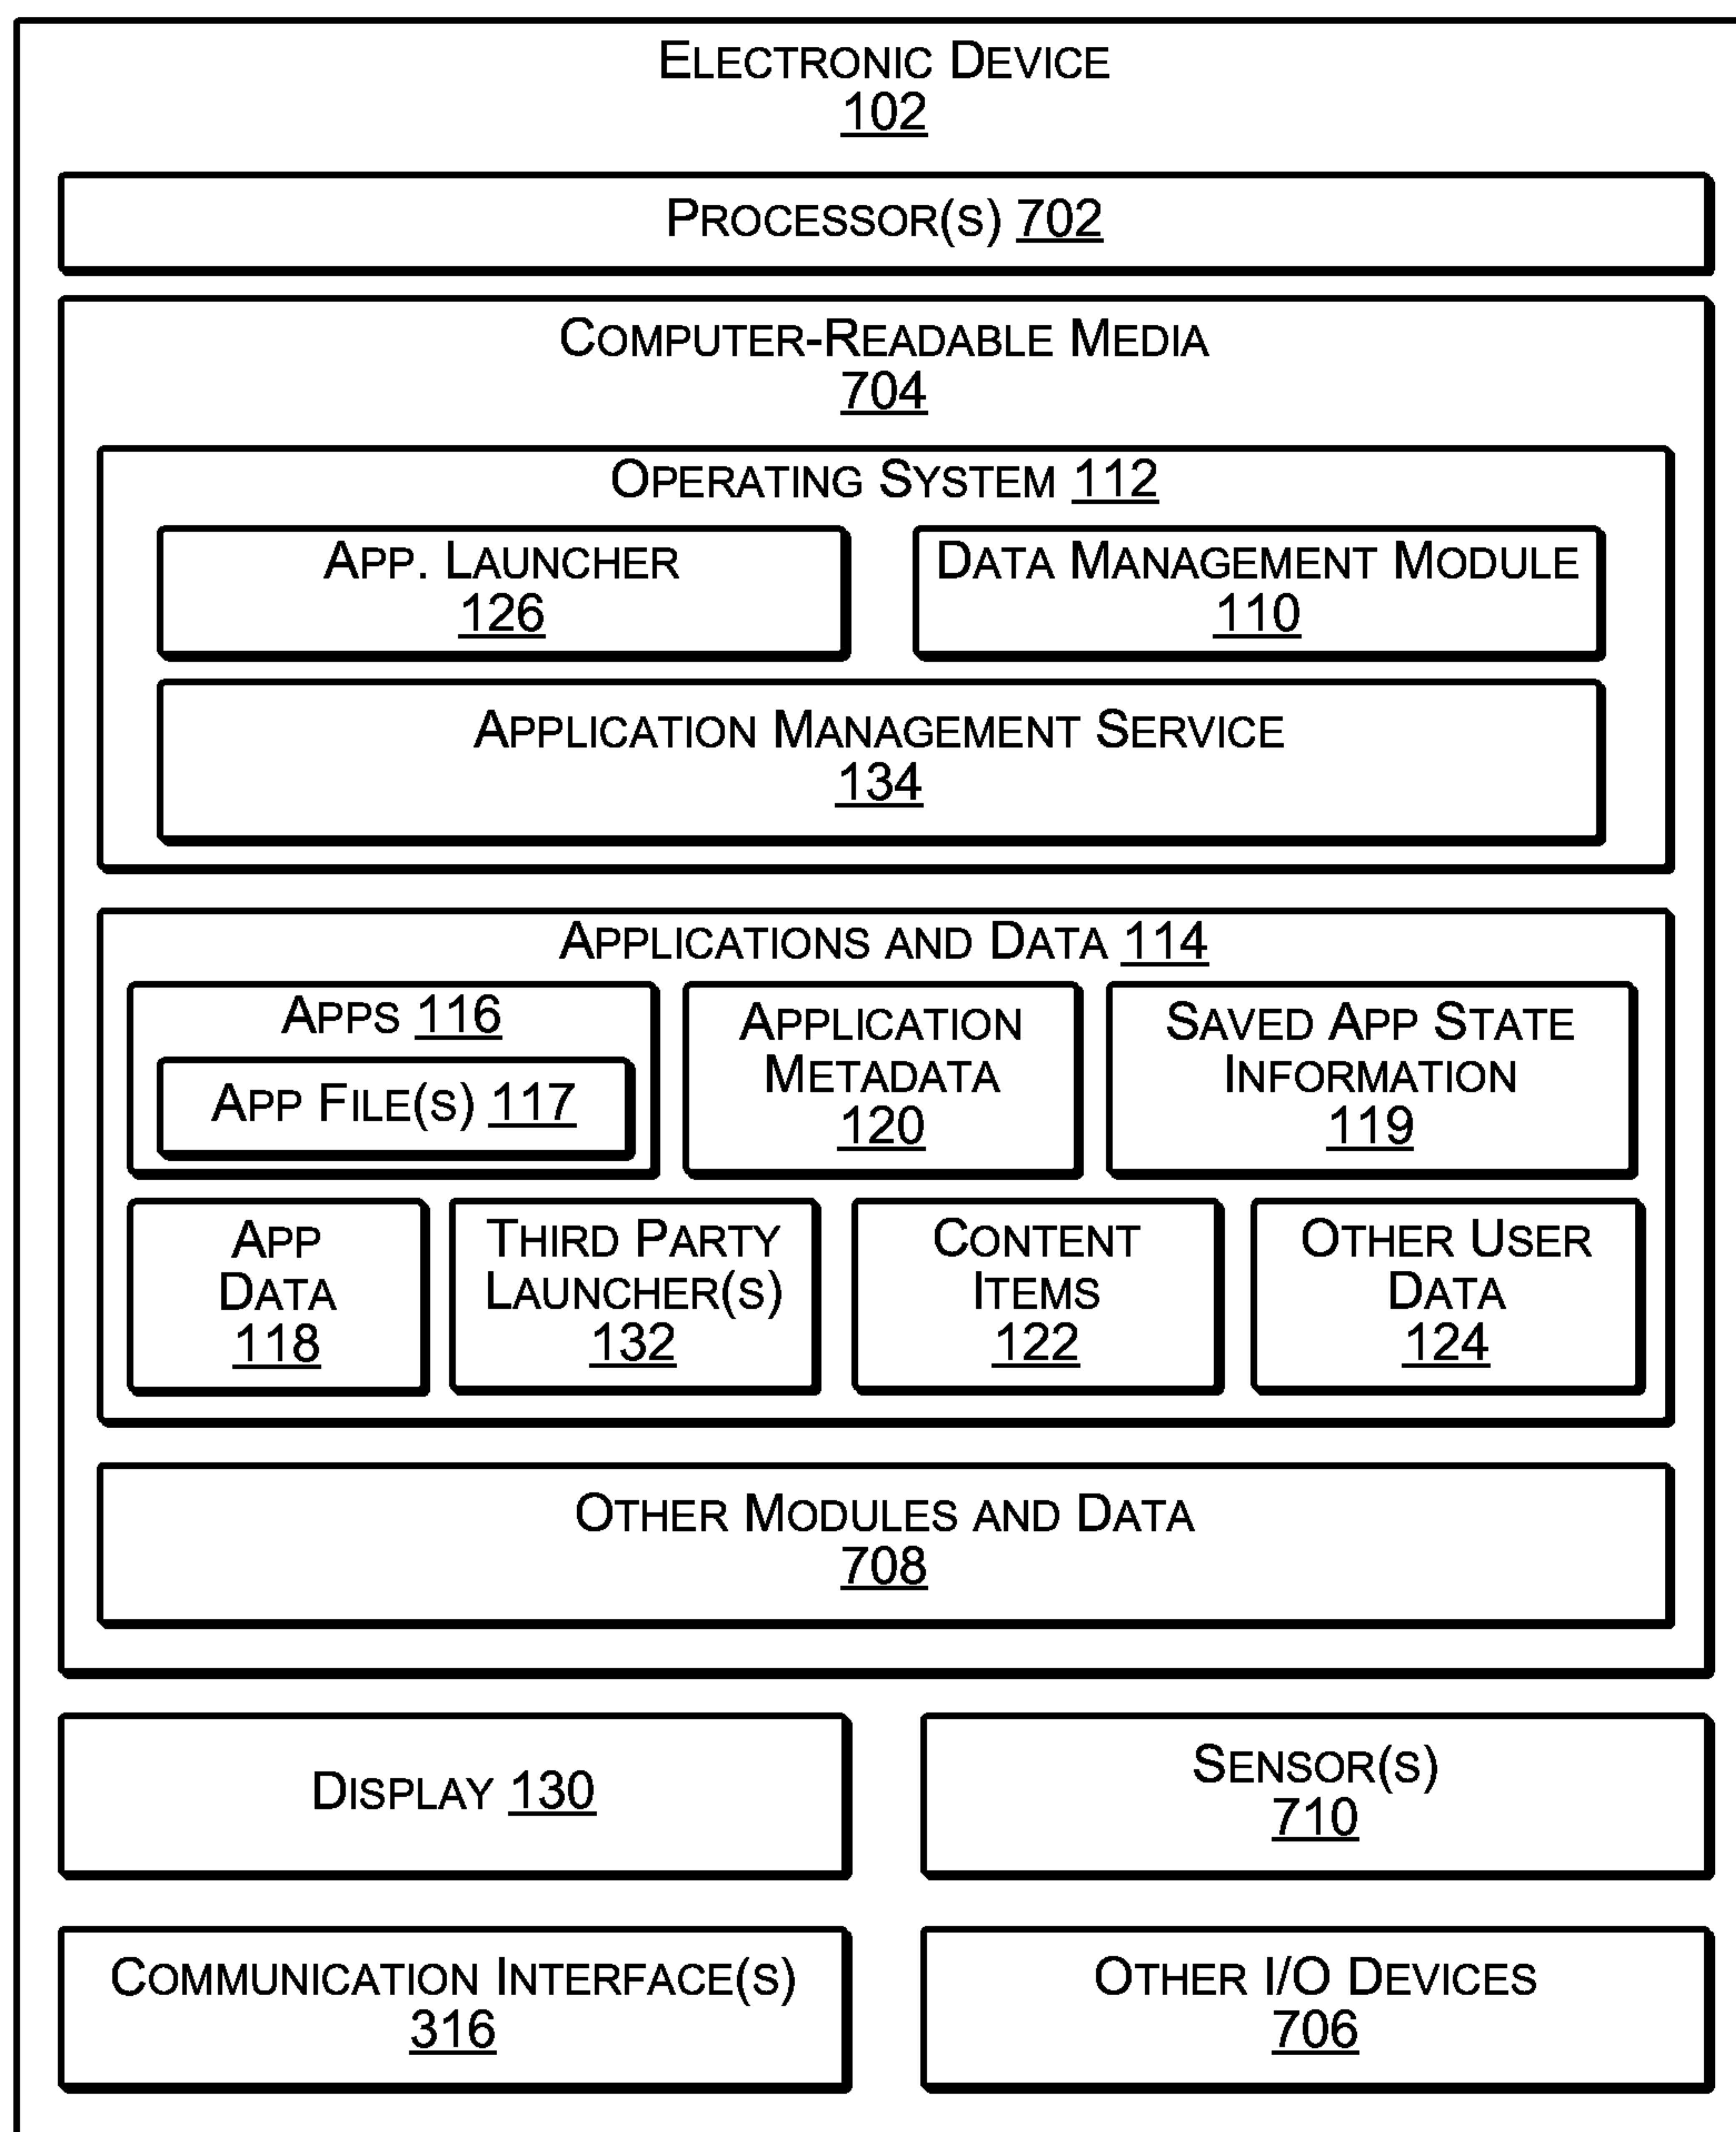 ELECTRONIC DEVICE
102
PROCESSOR(S) 702
COMPUTER-READABLE MEDIA
704
OPERATING SYSTEM 112
APP. LAUNCHER
126
DATA MANAGEMENT MODULE
110
APPLICATION MANAGEMENT SERVICE
134
APPLICATIONS AND DATA 114
APPS 116
APP FILE(S) 117
APPLICATION
METADATA
120
SAVED APP STATE
INFORMATION
119
APP
DATA
118
THIRD PARTY
LAUNCHER(S)
132
CONTENT
ITEMS
122
OTHER USER
DATA
124
OTHER MODULES AND DATA
708
DISPLAY 130
SENSOR(S)
710
COMMUNICATION INTERFACE(S)
316
OTHER I/O DEVICES
706